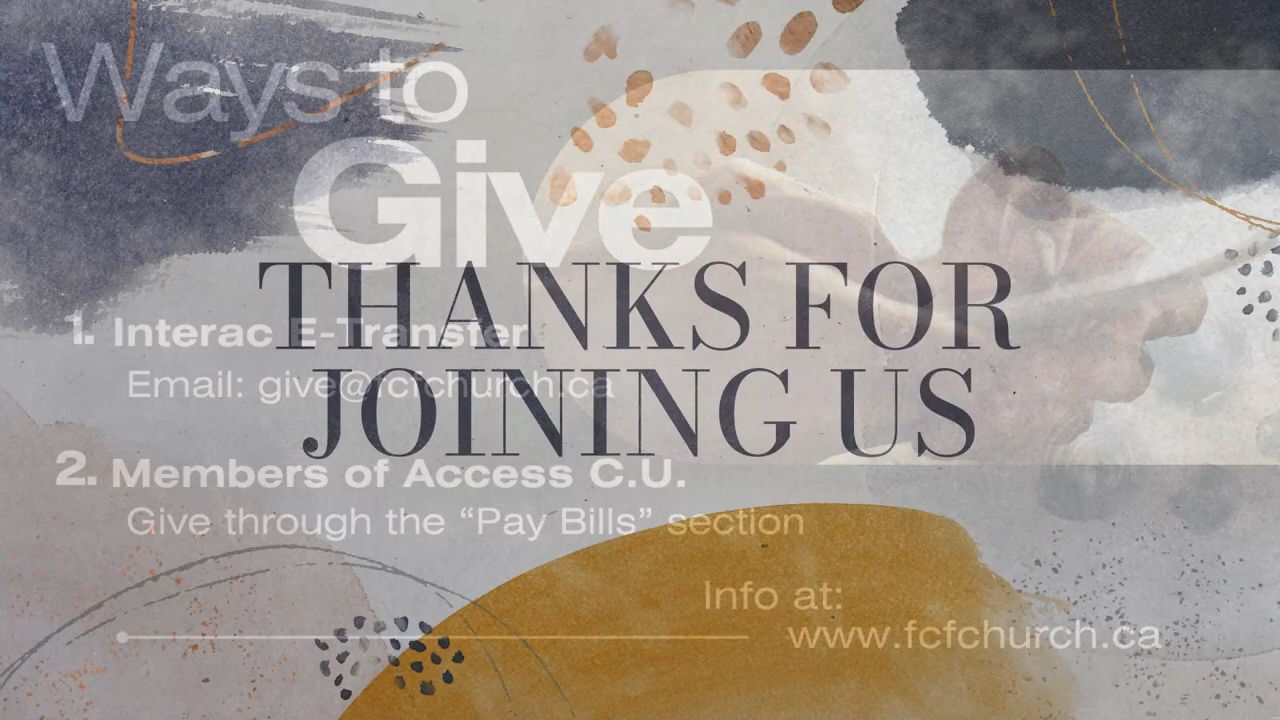 Ways to
Give
THANKS FOR
1. Interac E-Transfer
Email: give@fcfchurch.ca
JOINING US
2. Members of Access C.U.
Give through the “Pay Bills” section
Info at:
www.fcfchurch.ca